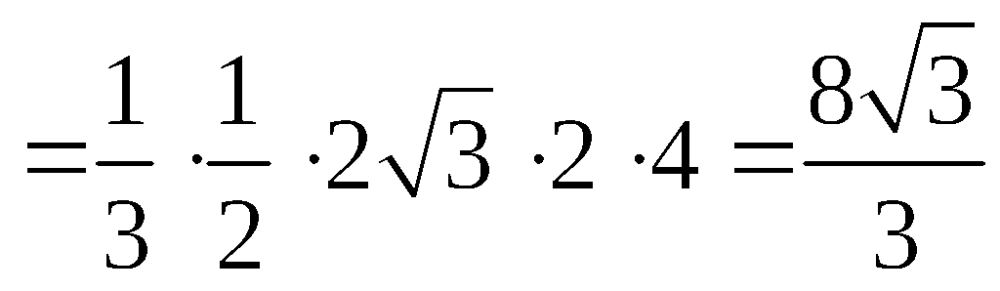 = 1/3 · 1/2 · 2√3 · 2 · 4 = 8√3/3